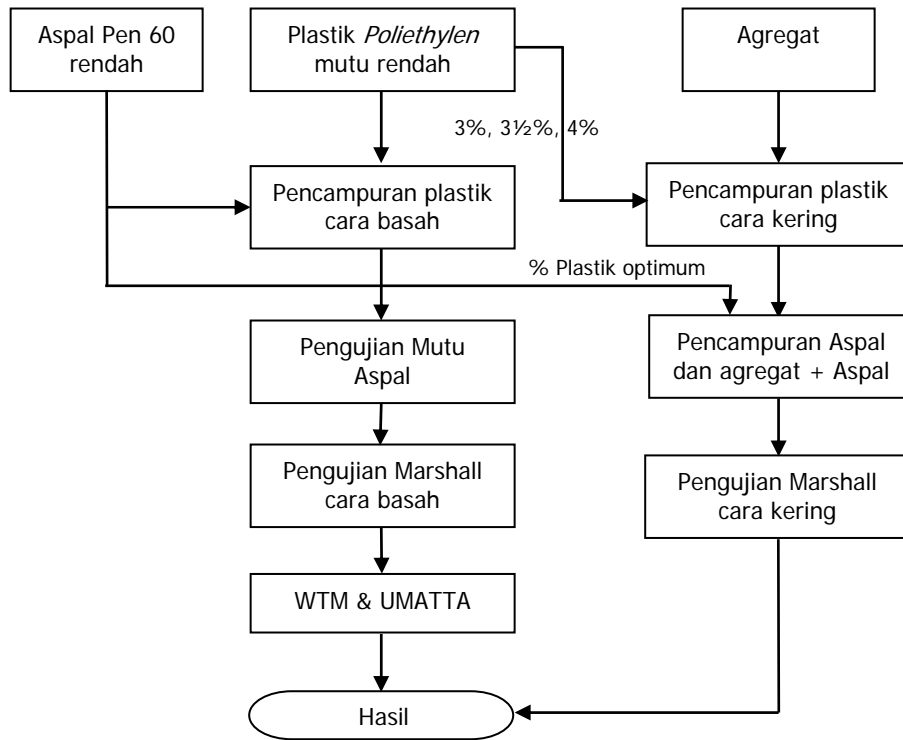 Aspal Pen 60
rendah
Plastik Poliethylen
mutu rendah
Agregat
3%, 3½%, 4%
Pencampuran plastik
cara basah
Pencampuran plastik
cara kering
% Plastik optimum
Pengujian Mutu
Aspal
Pencampuran Aspal
dan agregat + Aspal
Pengujian Marshall
cara basah
Pengujian Marshall
cara kering
WTM & UMATTA
Hasil